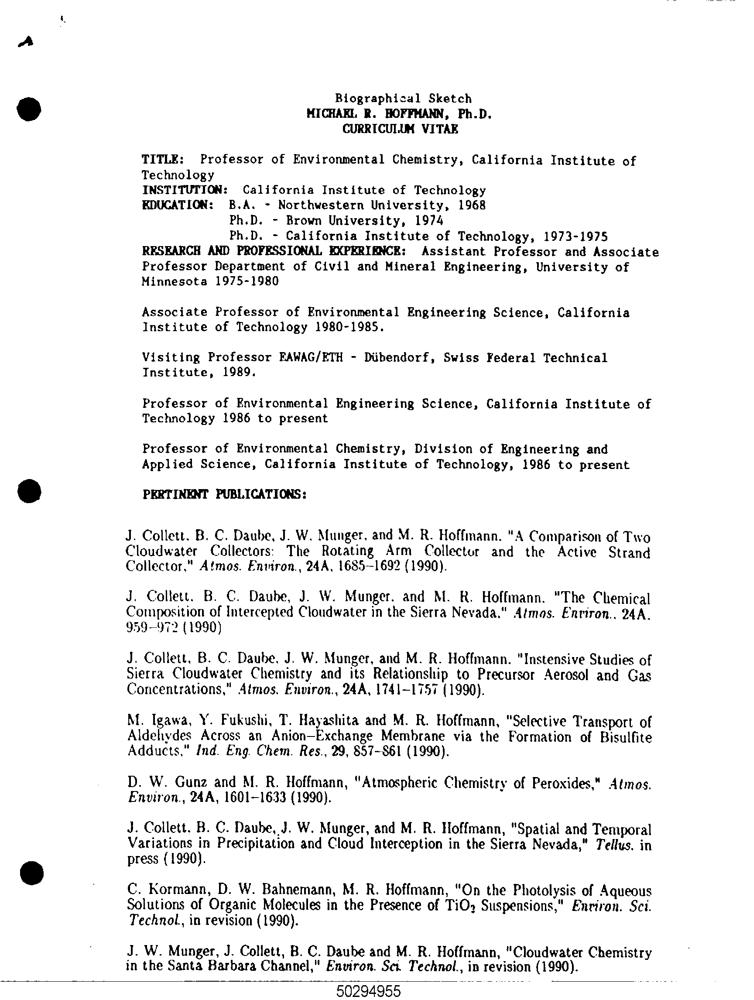 Biographical Sketch
MICHAEL R. HOFFMANN, Ph.D.
CURRICULUM VITAE
TITLE: Professor of Environmental Chemistry, California Institute of
Technology
INSTITUTION: California Institute of Technology
EDUCATION: B.A. - Northwestern University, 1968
Ph.D. - Brown University, 1974
Ph.D. - California Institute of Technology, 1973-1975
RESEARCH AND PROFESSIONAL EXPERIENCE: Assistant Professor and Associate
Professor Department of Civil and Mineral Engineering, University of
Minnesota 1975-1980
Associate Professor of Environmental Engineering Science, California
Institute of Technology 1980-1985.
Visiting Professor EAWAG/ETH - Dübendorf, Swiss Federal Technical
Institute, 1989.
Professor of Environmental Engineering Science, California Institute of
Technology 1986 to present
Professor of Environmental Chemistry, Division of Engineering and
Applied Science, California Institute of Technology, 1986 to present
PERTINENT PUBLICATIONS:
J. Collett, B. C. Daube, J. W. Munger, and M. R. Hoffmann. "A Comparison of Two
Cloudwater Collectors: The Rotating Arm Collector and the Active Strand
Collector," Atmos. Environ., 24A, 1685-1692 (1990).
J. Collett, B. C. Daube, J. W. Munger, and M. R. Hoffmann. "The Chemical
Composition of Intercepted Cloudwater in the Sierra Nevada," Atmos. Environ., 24A,
959-972 (1990)
J. Collett, B. C. Daube, J. W. Munger, and M. R. Hoffmann. "Instensive Studies of
Sierra Cloudwater Chemistry and its Relationship to Precursor Aerosol and Gas
Concentrations," Atmos. Environ., 24A, 1741-1757 (1990).
M. Igawa, Y. Fukushi, T. Hayashita and M. R. Hoffmann, "Selective Transport of
Aldehydes Across an Anion-Exchange Membrane via the Formation of Bisulfite
Adducts," Ind. Eng. Chem. Res., 29, 857-861 (1990).
D. W. Gunz and M. R. Hoffmann, "Atmospheric Chemistry of Peroxides," Atmos.
Environ., 24A, 1601-1633 (1990).
J. Collett, B. C. Daube, J. W. Munger, and M. R. Hoffmann, "Spatial and Temporal
Variations in Precipitation and Cloud Interception in the Sierra Nevada," Tellus, in
press (1990).
C. Kormann, D. W. Bahnemann, M. R. Hoffmann, "On the Photolysis of Aqueous
Solutions of Organic Molecules in the Presence of TiO₂ Suspensions," Environ. Sci.
Technol., in revision (1990).
J. W. Munger, J. Collett, B. C. Daube and M. R. Hoffmann, "Cloudwater Chemistry
in the Santa Barbara Channel," Environ. Sci. Technol., in revision (1990).
50294955